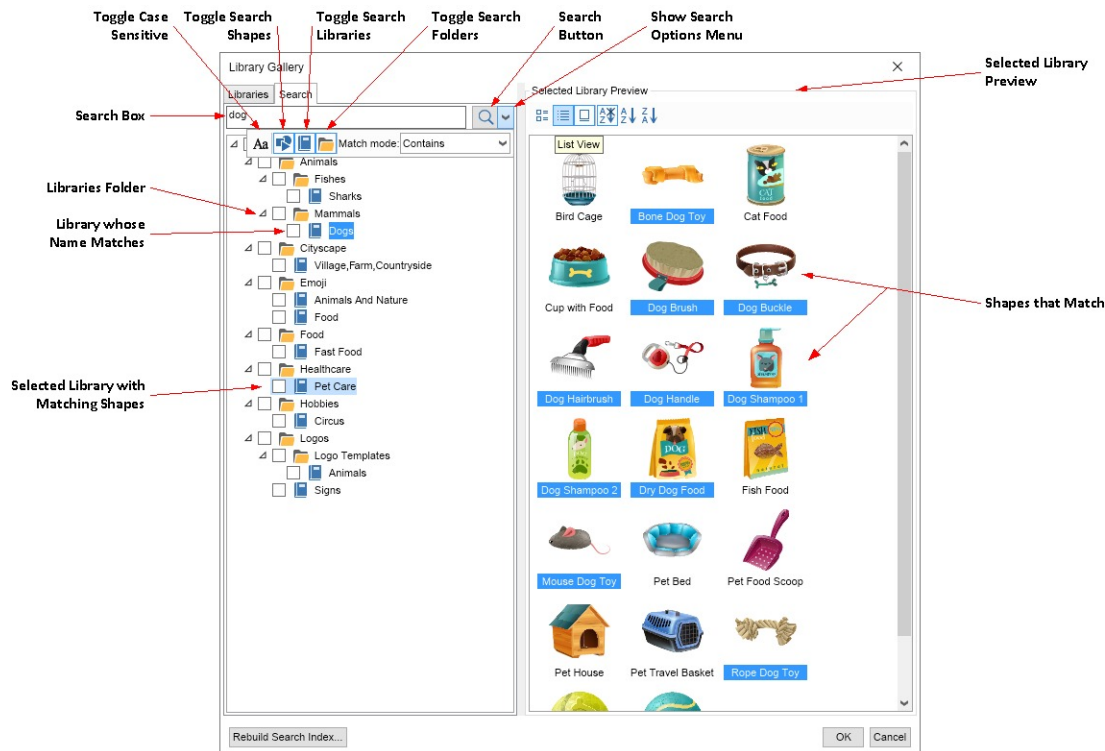 Toggle Case
Sensitive
Toggle Search
Shapes
Toggle Search
Libraries
Toggle Search
Folders
Search
Button
Show Search
Options Menu
Selected Library
Preview
Library Gallery
Libraries
Search
Selected Library Preview
Search Box
dog
Aa
Match mode:
Contains
A
Z
A
Z
Z
A
List View
Libraries Folder
Library whose
Name Matches
Selected Library with
Matching Shapes
Shapes that Match
Animals
Fishes
Sharks
Mammals
Dogs
Cityscape
Village,Farm,Countryside
Emoji
Animals And Nature
Food
Food
Fast Food
Healthcare
Pet Care
Hobbies
Circus
Logos
Logo Templates
Animals
Signs
CAT
FOOD
Bird Cage
Bone Dog Toy
Cat Food
Cup with Food
Dog Brush
Dog Buckle
Dog Hairbrush
Dog Handle
Dog Shampoo 1
DOG
Dog Shampoo 2
Dry Dog Food
Fish Food
Mouse Dog Toy
Pet Bed
Pet Food Scoop
Pet House
Pet Travel Basket
Rope Dog Toy
Rebuild Search Index...
OK
Cancel